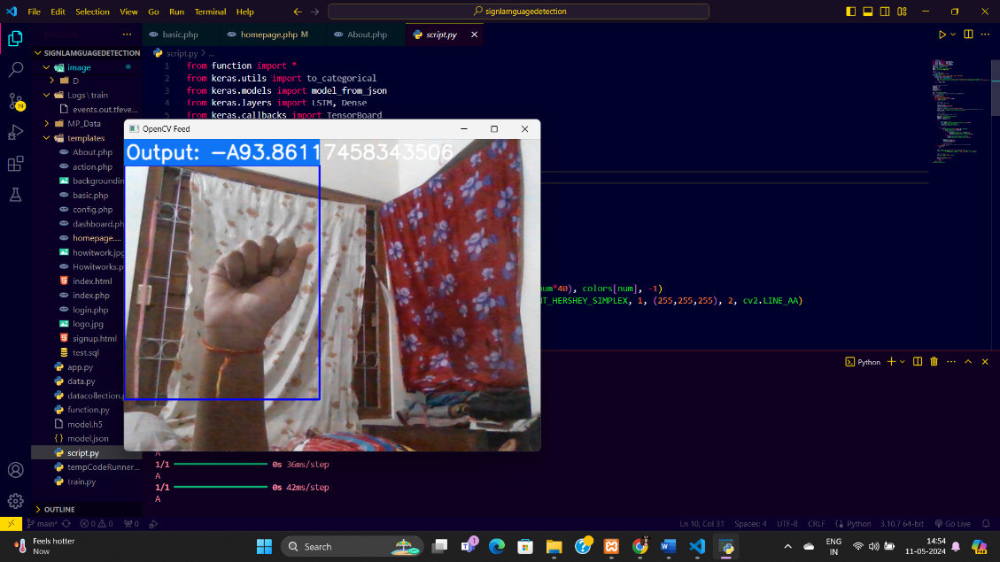 File Edit Selection View Go Run Terminal Help
signlamguagedetection
basic.php
homepage.php M
About.php
script.py
SIGNLAMGUAGEDETECTION
image
D
Logs \ train
events.out.tfeve...
MP_Data
templates
About.php
action.php
backgroundin
basic.php
config.php
dashboard.ph
homepage....
howitwork.jpg
Howitworks.p
index.html
index.php
login.php
logo.jpg
signup.html
test.sql
app.py
data.py
datacollection.
function.py
model.h5
model.json
script.py
tempCodeRunner...
train.py
OUTLINE
script.py > ...
1 from function import *
2 from keras.utils import to_categorical
3 from keras.models import model_from_json
4 from keras.layers import LSTM, Dense
5 from keras.callbacks import TensorBoard
num*40), colors[num], -1)
NT_HERSHEY_SIMPLEX, 1, (255,255,255), 2, cv2.LINE_AA)
OpenCV Feed
Output: -A93.86117458343506
Python
A
1/1 0s 36ms/step
A
1/1 0s 42ms/step
A
main* 0 0 0
Ln 10, Col 31 Spaces: 4 UTF-8 CRLF Python 3.10.7 64-bit Go Live
19
Feels hotter
Now
Search
1
ENG
IN
14:54
11-05-2024